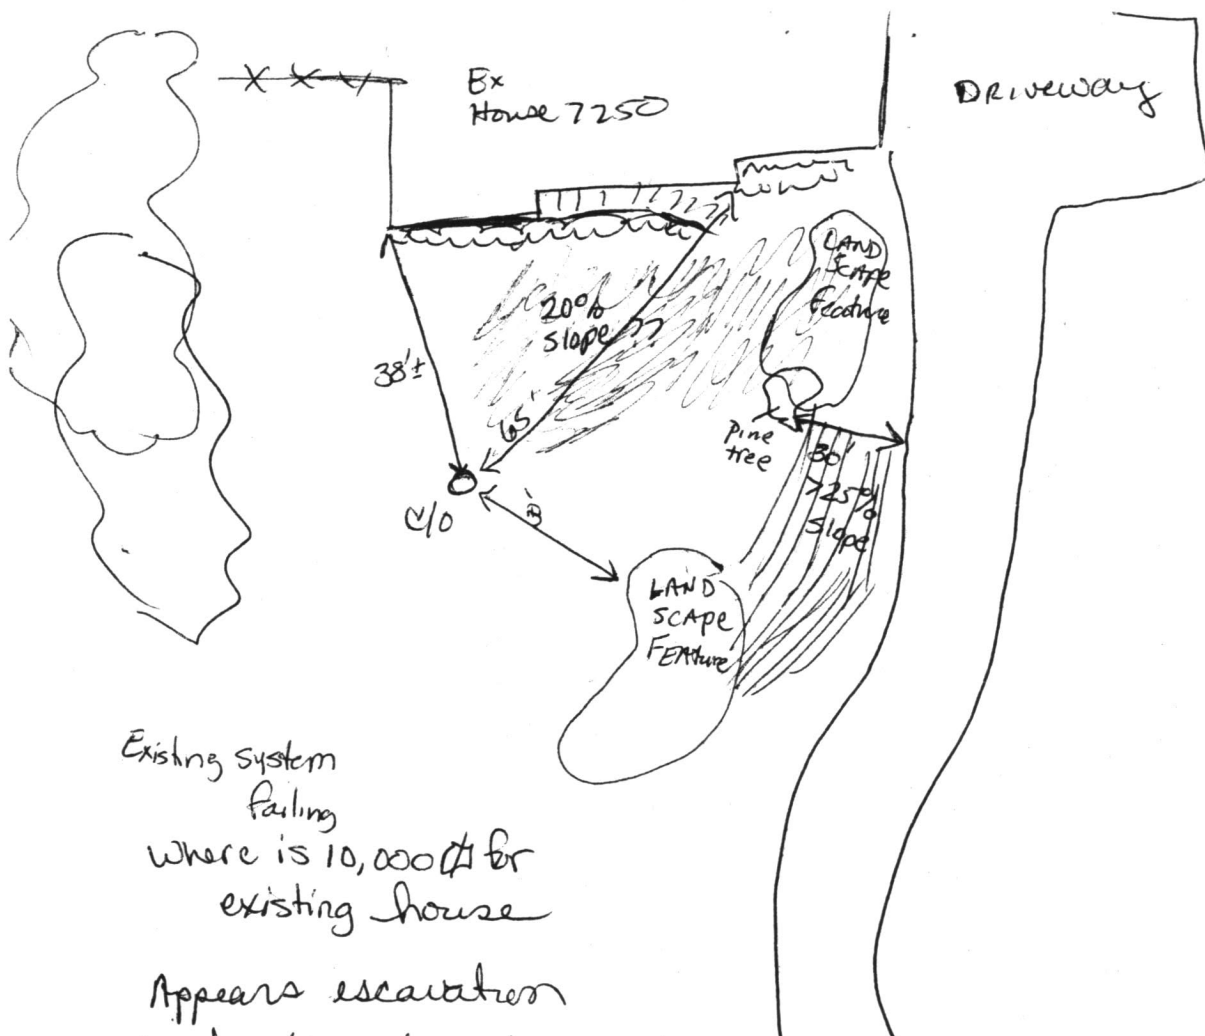 Ex
House 7250
DRIVEWAY
LAND
SCAPE
Feature
20%
slope
??
38'±
65'
Pine
tree
30'
>25%
Slope
C/O
LAND
SCAPE
FEAture
Existing system
failing
where is 10,000 for
existing house
Appears escavation